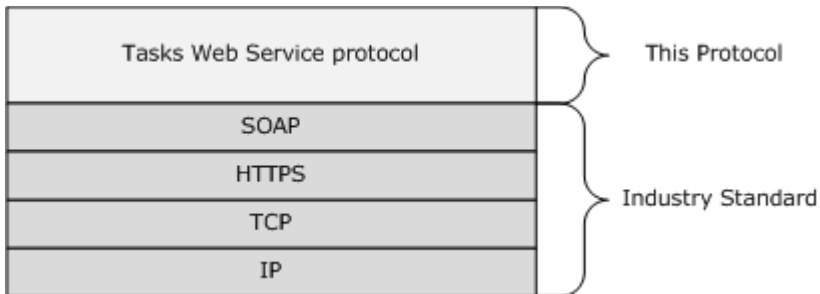 Tasks Web Service protocol
This Protocol
SOAP
HTTPS
Industry Standard
TCP
IP